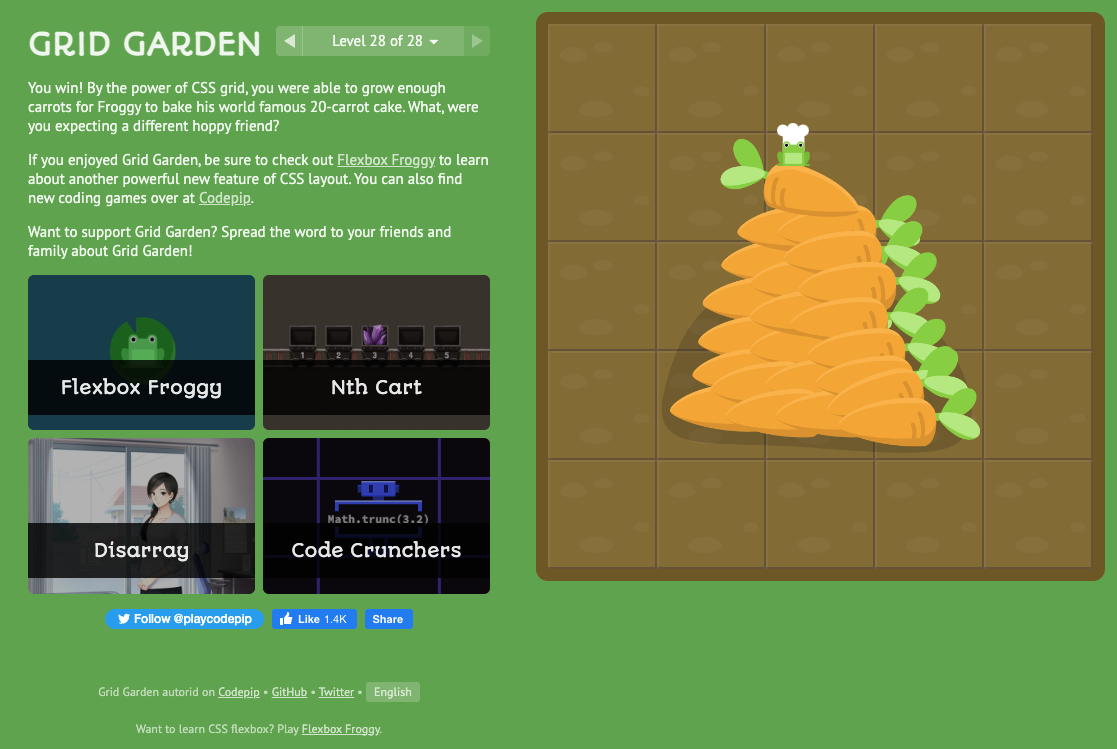 GRID GARDEN
Level 28 of 28
You win! By the power of CSS grid, you were able to grow enough
carrots for Froggy to bake his world famous 20-carrot cake. What, were
you expecting a different hoppy friend?
If you enjoyed Grid Garden, be sure to check out Flexbox Froggy to learn
about another powerful new feature of CSS layout. You can also find
new coding games over at Codepip.
Want to support Grid Garden? Spread the word to your friends and
family about Grid Garden!
1 2 3 4 5
Flexbox Froggy
Nth Cart
Math.trunc(3.2)
Disarray
Code Crunchers
Follow @playcodepip
Like 1.4K
Share
Grid Garden autorid on Codepip • GitHub • Twitter • English
Want to learn CSS flexbox? Play Flexbox Froggy.